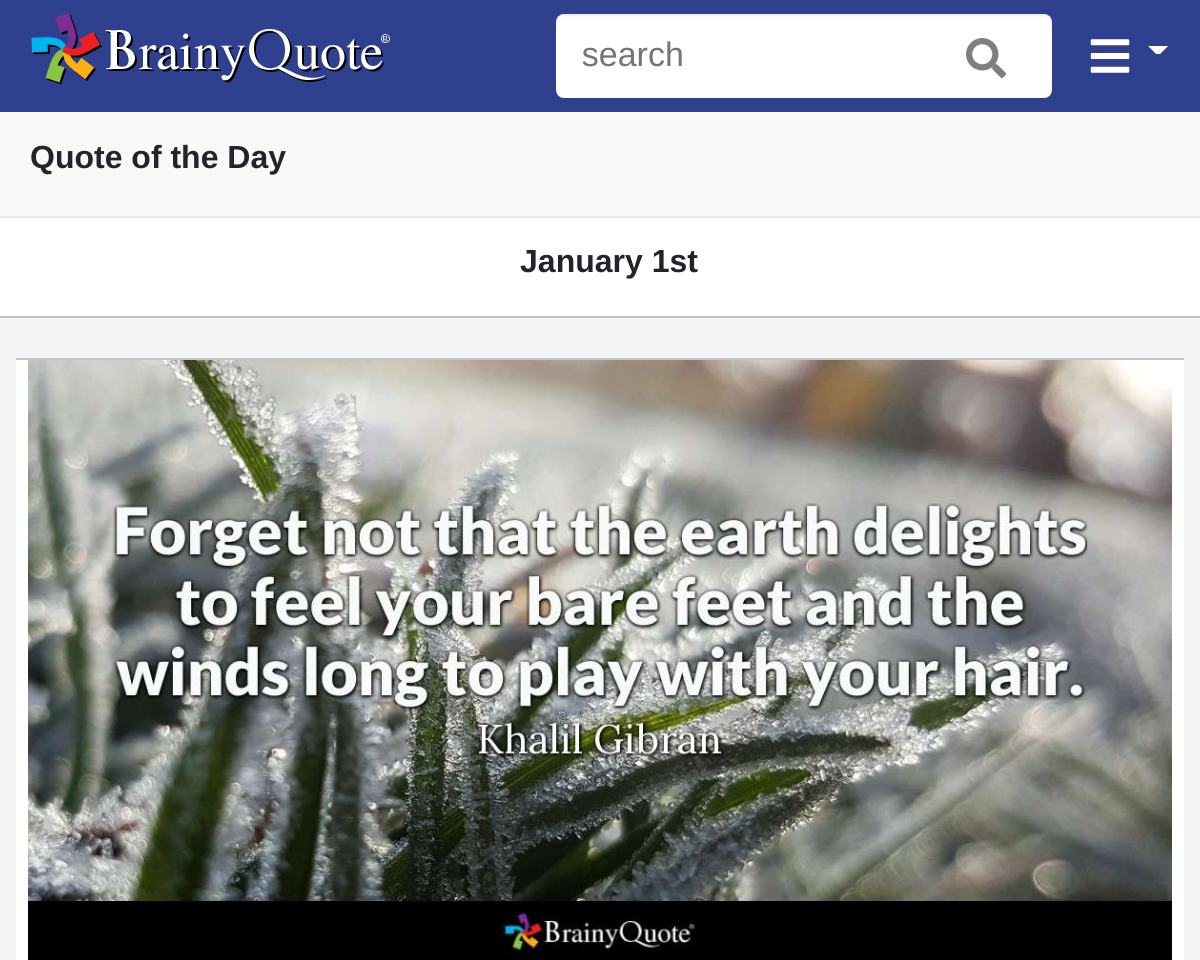 BrainyQuote®
search
Quote of the Day
January 1st
Forget not that the earth delights
to feel your bare feet and the
winds long to play with your hair.
Khalil Gibran
BrainyQuote®